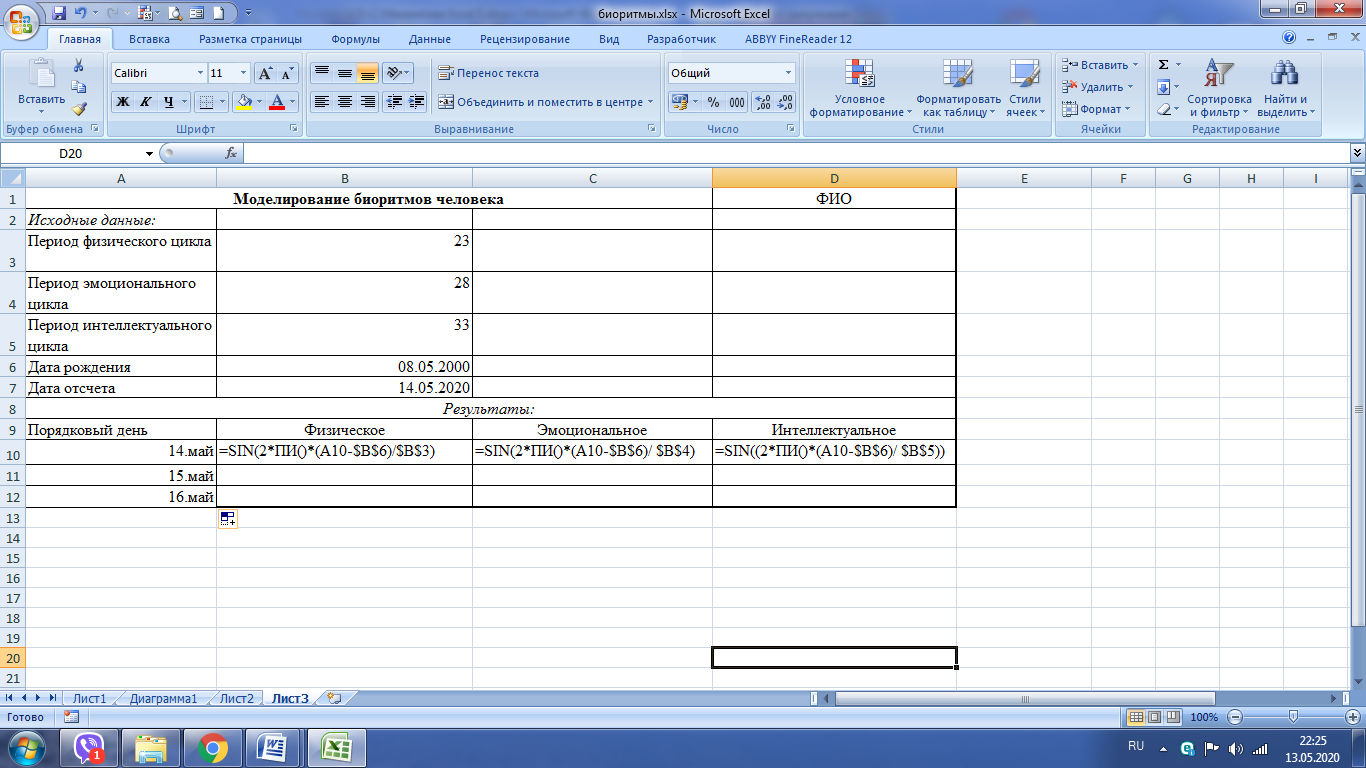 биоритмы.xlsx - Microsoft Excel
Главная Вставка Разметка страницы Формулы Данные Рецензирование Вид Разработчик ABBYY FineReader 12
Calibri 11 Перенос текста Общий Вставить Σ
Вставить Удалить
Условное форматирование Форматировать как таблицу Стили ячеек Сортировка и фильтр Найти и выделить
Ж К Ч А Объединить и поместить в центре % 000 Формат
Буфер обмена Шрифт Выравнивание Число Стили Ячейки Редактирование
D20 fx
A B C D E F G H I
1 Моделирование биоритмов человека ФИО
2 Исходные данные:
3 Период физического цикла 23
4 Период эмоционального цикла 28
5 Период интеллектуального цикла 33
6 Дата рождения 08.05.2000
7 Дата отсчета 14.05.2020
8 Результаты:
9 Порядковый день Физическое Эмоциональное Интеллектуальное
10 14.май =SIN(2*ПИ()*(A10-$B$6)/$B$3) =SIN(2*ПИ()*(A10-$B$6)/ $B$4) =SIN((2*ПИ()*(A10-$B$6)/ $B$5))
11 15.май
12 16.май
13
14
15
16
17
18
19
20
21
Лист1 Диаграмма1 Лист2 Лист3
Готово 100%
1 RU 22:25
13.05.2020